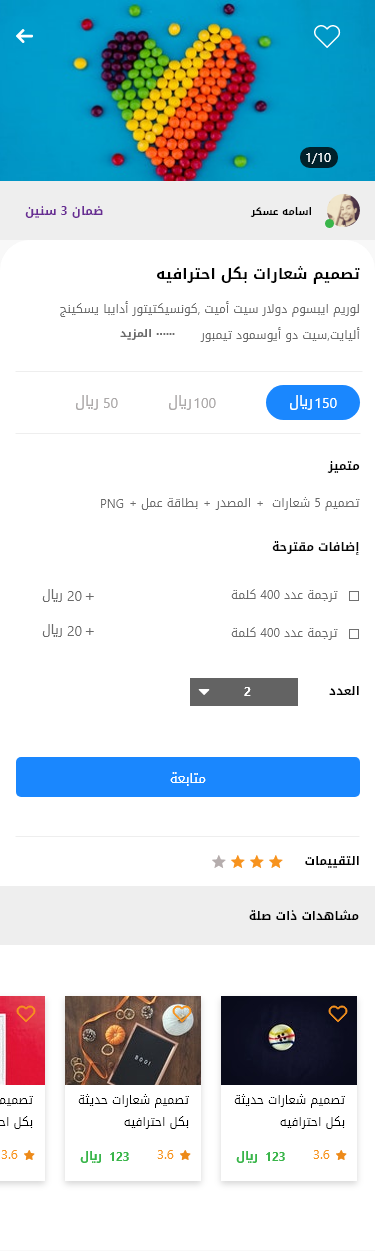 1/10
اسامه عسكر
ضمان 3 سنين
تصميم شعارات بكل احترافيه
لوريم ايبسوم دولار سيت أميت ,كونسيكتيتور أدايبا يسكينج
أليايت,سيت دو أيوسمود تيمبور ...... المزيد
150ريال
100ريال
50 ريال
متميز
تصميم 5 شعارات + المصدر + بطاقة عمل + PNG
إضافات مقترحة
ترجمة عدد 400 كلمة
+ 20 ريال
ترجمة عدد 400 كلمة
+ 20 ريال
العدد
2
متابعة
التقييمات
مشاهدات ذات صلة
تصميم شعارات حديثة
بكل احترافيه
3.6
123 ريال
BOO!
تصميم شعارات حديثة
بكل احترافيه
3.6
123 ريال
3.6